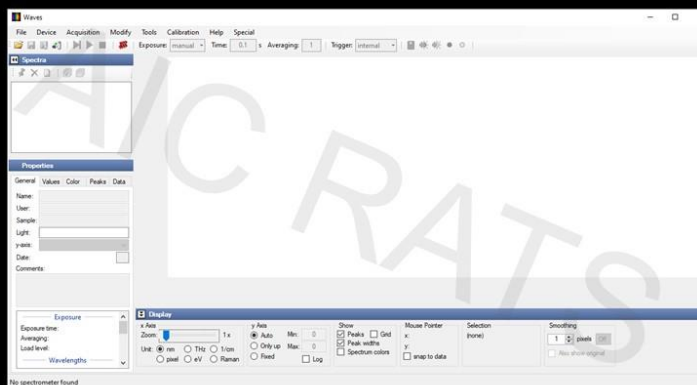 Waves
File Device Acquisition Modify Tools Calibration Help Special
Exposure: manual Time: 0.1 s Averaging: 1 Trigger: internal
Spectra
Properties
General Values Color Peaks Data
Name:
User:
Sample:
Light:
y-axis:
Date:
Comments:
Exposure
Exposure time:
Averaging:
Load level:
Wavelengths
Display
x Axis
Zoom: 1 x
Unit: nm THz 1/cm
pixel eV Raman
y Axis
Auto Min: 0
Only up Max: 0
Fixed Log
Show
Peaks Grid
Peak widths
Spectrum colors
Mouse Pointer
x:
y:
snap to data
Selection
(none)
Smoothing
1 pixels Off
Also show original
No spectrometer found
AIC RATS